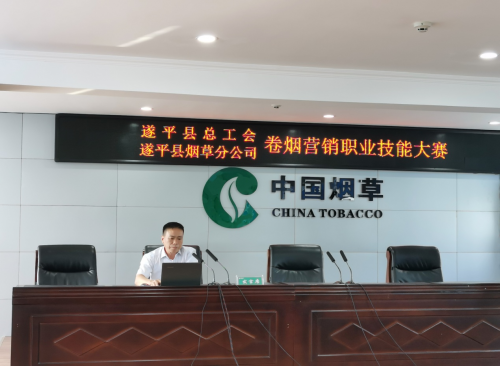 遂平县总工会
遂平县烟草分公司
卷烟营销职业技能大赛
中国烟草
CHINA TOBACCO